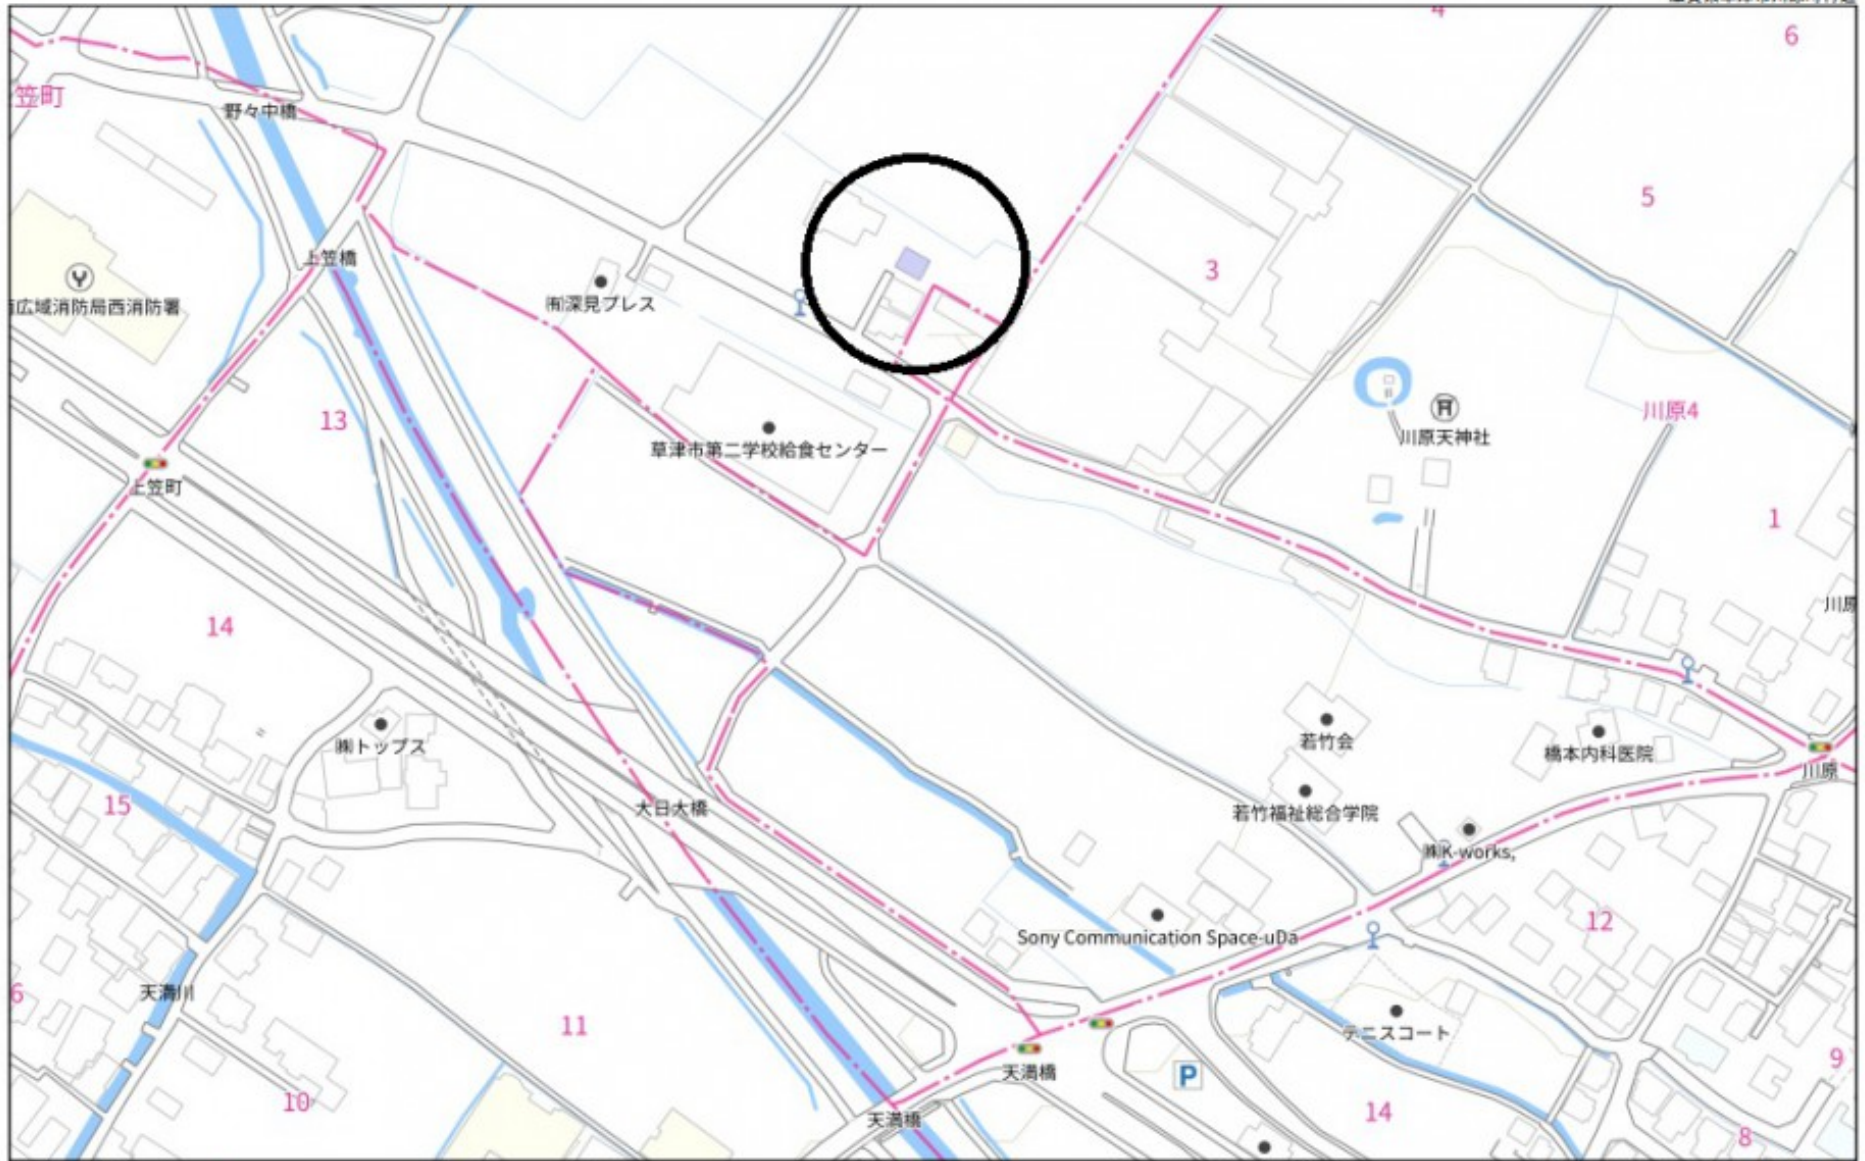 4
6
笠町
野々中橋
5
上笠橋
3
広域消防局西消防署
㈲深見プレス
川原4
13
川原天神社
草津市第二学校給食センター
上笠町
1
川原
14
若竹会
㈱トップス
橋本内科医院
川原
15
大日大橋
若竹福祉総合学院
㈱K-works,
12
Sony Communication Space-uDa
6
天満川
11
テニスコート
9
天満橋
P
10
14
天満橋
8